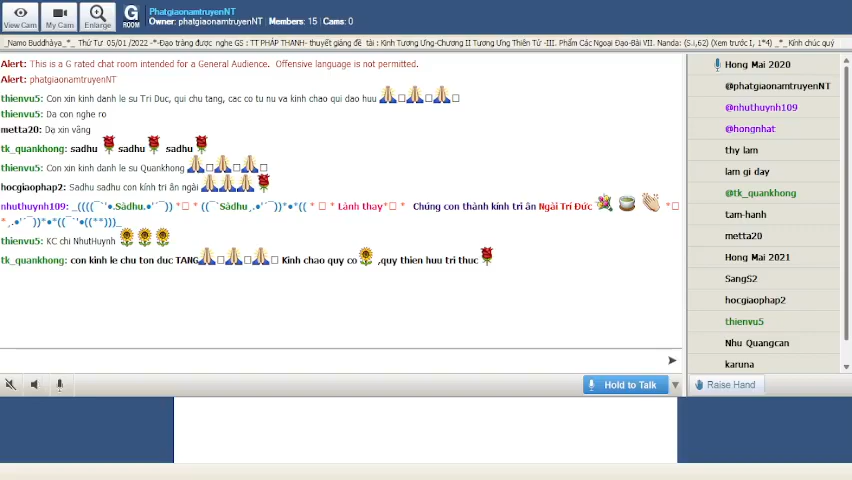 PhatgiaonamtruyenNT
Owner: phatgiaonamtruyenNT | Members: 15 | Cams: 0
View Cam
My Cam
Enlarge
G
ROOM
_Namo Buddhàya_*_ Thứ Tư 05/01 /2022 -*-Đạo tràng được nghe GS : TT PHÁP THANH- thuyết giảng đề tài : Kinh Tương Ưng-Chương II Tương Ưng Thiên Tử -III. Phẩm Các Ngoại Đạo-Bài VII. Nanda: (S.i,62) (Xem trước I, 1*4) _*_Kính chúc quý
Alert: This is a G rated chat room intended for a General Audience. Offensive language is not permitted.
Alert: phatgiaonamtruyenNT
thienvu5: Con xin kinh danh le su Tri Duc, qui chu tang, cac co tu nu va kinh chao qui dao huu
thienvu5: Da con nghe ro
metta20: Dạ xin vâng
tk_quankhong: sadhu sadhu sadhu
thienvu5: Con xin kinh danh le su Quankhong
hocgiaophap2: Sadhu sadhu con kính tri ân ngài
nhuthuynh109: _((((¯`'•.Sàdhu.•'´¯)) *□ * ((¯`Sàdhu¸.•'´¯))*•*(( * □ * Lành thay*□ * Chúng con thành kính tri ân Ngài Trí Đức *□
*¸.•'´¯))*•*((¯`'•((**)))_
thienvu5: KC chi NhutHuynh
tk_quankhong: con kinh le chu ton duc TANG Kinh chao quy co ,quy thien huu tri thuc
Hold to Talk
Hong Mai 2020
@phatgiaonamtruyenNT
@nhuthuynh109
@hongnhat
thy lam
lam gi day
@tk_quankhong
tam-hanh
metta20
Hong Mai 2021
SangS2
hocgiaophap2
thienvu5
Nhu Quangcan
karuna
Raise Hand